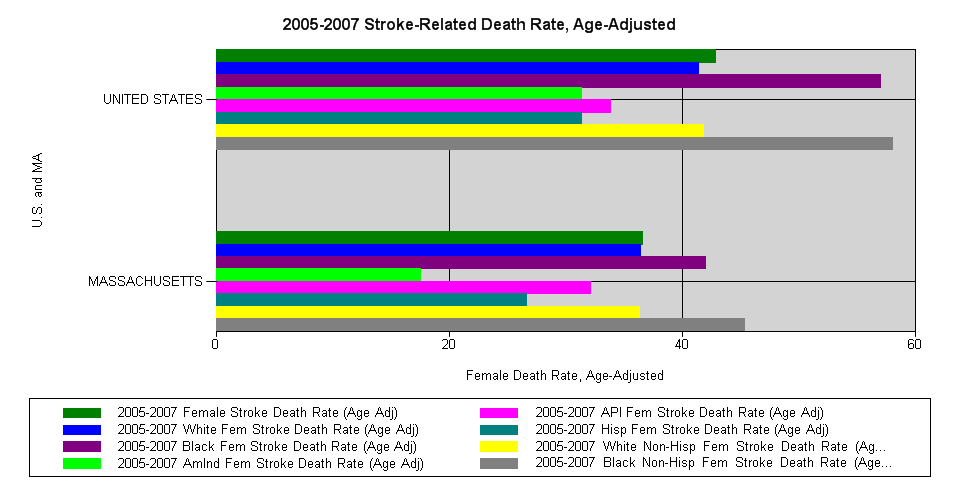 2005-2007 Stroke-Related Death Rate, Age-Adjusted
UNITED STATES
U.S. and MA
MASSACHUSETTS
0 20 40 60
Female Death Rate, Age-Adjusted
2005-2007 Female Stroke Death Rate (Age Adj)
2005-2007 White Fem Stroke Death Rate (Age Adj)
2005-2007 Black Fem Stroke Death Rate (Age Adj)
2005-2007 AmInd Fem Stroke Death Rate (Age Adj)
2005-2007 API Fem Stroke Death Rate (Age Adj)
2005-2007 Hisp Fem Stroke Death Rate (Age Adj)
2005-2007 White Non-Hisp Fem Stroke Death Rate (Ag...
2005-2007 Black Non-Hisp Fem Stroke Death Rate (Age...